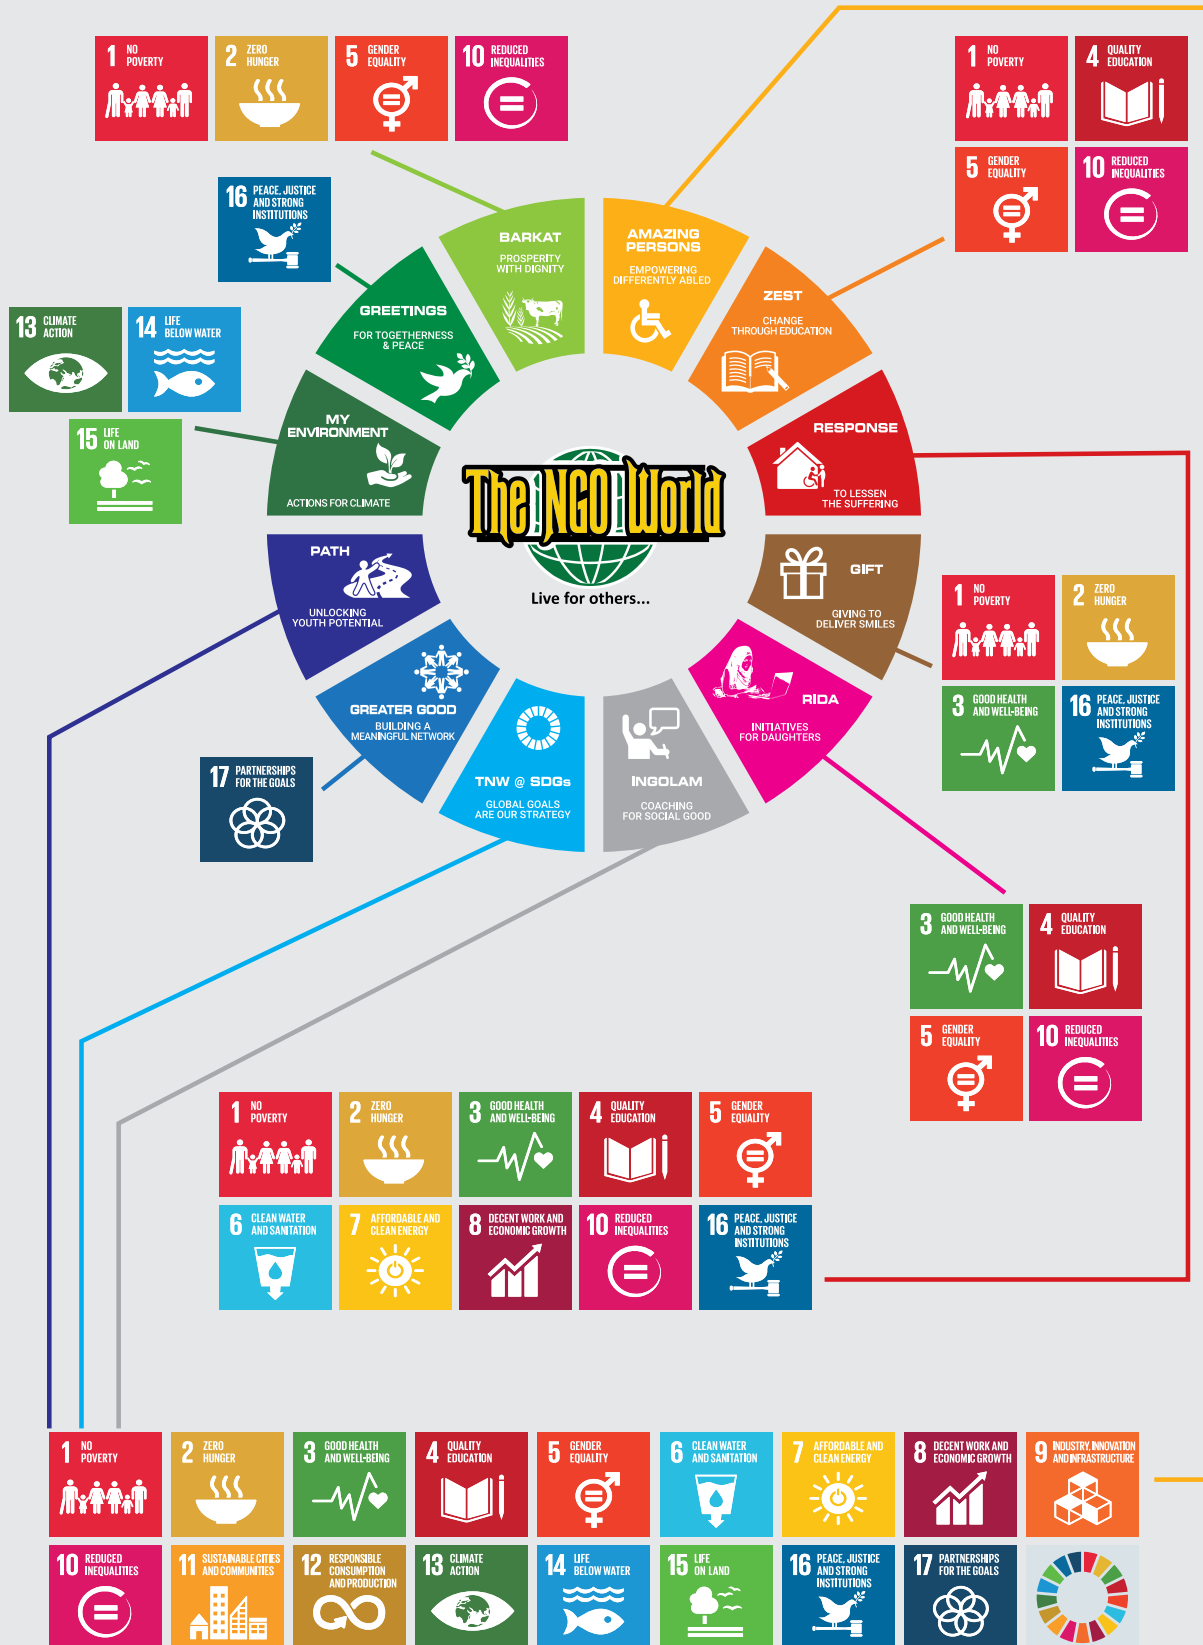 1 NO
POVERTY
2 ZERO
HUNGER
5 GENDER
EQUALITY
10 REDUCED
INEQUALITIES
1 NO
POVERTY
4 QUALITY
EDUCATION
5 GENDER
EQUALITY
10 REDUCED
INEQUALITIES
16 PEACE, JUSTICE
AND STRONG
INSTITUTIONS
13 CLIMATE
ACTION
14 LIFE
BELOW WATER
15 LIFE
ON LAND
BARKAT
PROSPERITY
WITH DIGNITY
AMAZING
PERSONS
EMPOWERING
DIFFERENTLY ABLED
ZEST
CHANGE
THROUGH EDUCATION
GREETINGS
FOR TOGETHERNESS
& PEACE
MY
ENVIRONMENT
ACTIONS FOR CLIMATE
RESPONSE
TO LESSEN
THE SUFFERING
The NGO World
Live for others...
PATH
UNLOCKING
YOUTH POTENTIAL
GIFT
GIVING TO
DELIVER SMILES
GREATER GOOD
BUILDING A
MEANINGFUL NETWORK
RIDA
INITIATIVES
FOR DAUGHTERS
TNW @ SDGs
GLOBAL GOALS
ARE OUR STRATEGY
INGOLAM
COACHING
FOR SOCIAL GOOD
1 NO
POVERTY
2 ZERO
HUNGER
3 GOOD HEALTH
AND WELL-BEING
16 PEACE, JUSTICE
AND STRONG
INSTITUTIONS
17 PARTNERSHIPS
FOR THE GOALS
3 GOOD HEALTH
AND WELL-BEING
4 QUALITY
EDUCATION
5 GENDER
EQUALITY
10 REDUCED
INEQUALITIES
1 NO
POVERTY
2 ZERO
HUNGER
3 GOOD HEALTH
AND WELL-BEING
4 QUALITY
EDUCATION
5 GENDER
EQUALITY
6 CLEAN WATER
AND SANITATION
7 AFFORDABLE AND
CLEAN ENERGY
8 DECENT WORK AND
ECONOMIC GROWTH
10 REDUCED
INEQUALITIES
16 PEACE, JUSTICE
AND STRONG
INSTITUTIONS
1 NO
POVERTY
2 ZERO
HUNGER
3 GOOD HEALTH
AND WELL-BEING
4 QUALITY
EDUCATION
5 GENDER
EQUALITY
6 CLEAN WATER
AND SANITATION
7 AFFORDABLE AND
CLEAN ENERGY
8 DECENT WORK AND
ECONOMIC GROWTH
9 INDUSTRY, INNOVATION
AND INFRASTRUCTURE
10 REDUCED
INEQUALITIES
11 SUSTAINABLE CITIES
AND COMMUNITIES
12 RESPONSIBLE
CONSUMPTION
AND PRODUCTION
13 CLIMATE
ACTION
14 LIFE
BELOW WATER
15 LIFE
ON LAND
16 PEACE, JUSTICE
AND STRONG
INSTITUTIONS
17 PARTNERSHIPS
FOR THE GOALS